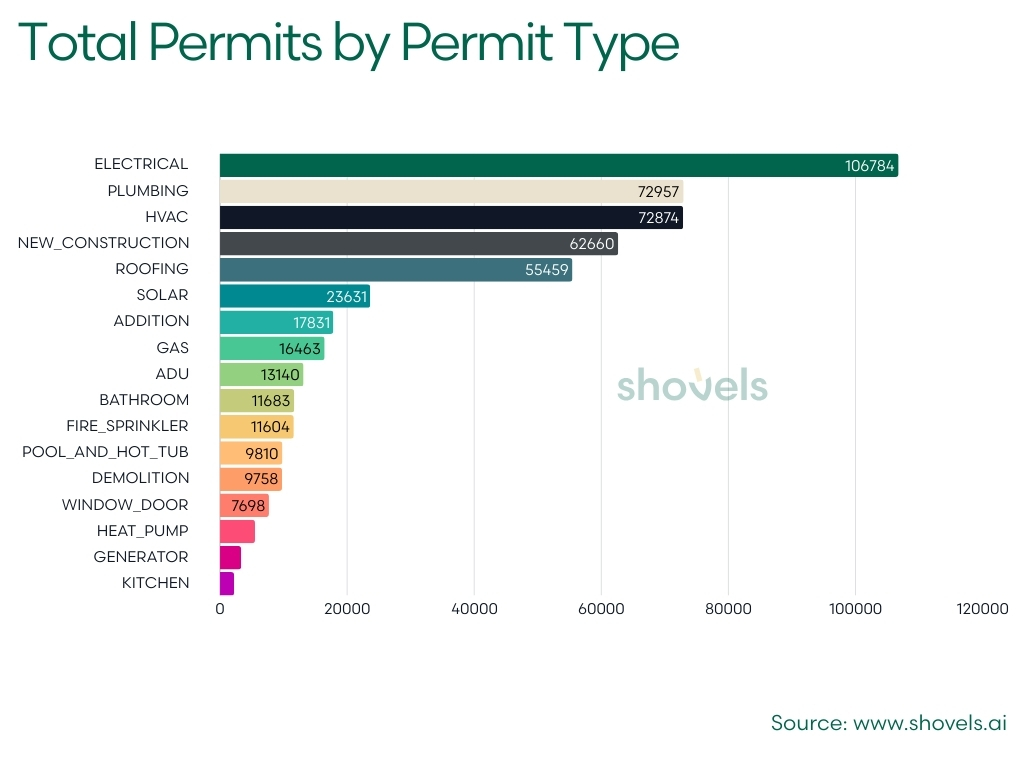 Total Permits by Permit Type
ELECTRICAL 106784
PLUMBING 72957
HVAC 72874
NEW_CONSTRUCTION 62660
ROOFING 55459
SOLAR 23631
ADDITION 17831
GAS 16463
ADU 13140
BATHROOM 11683
FIRE_SPRINKLER 11604
POOL_AND_HOT_TUB 9810
DEMOLITION 9758
WINDOW_DOOR 7698
HEAT_PUMP
GENERATOR
KITCHEN
0 20000 40000 60000 80000 100000 120000
shovels
Source: www.shovels.ai